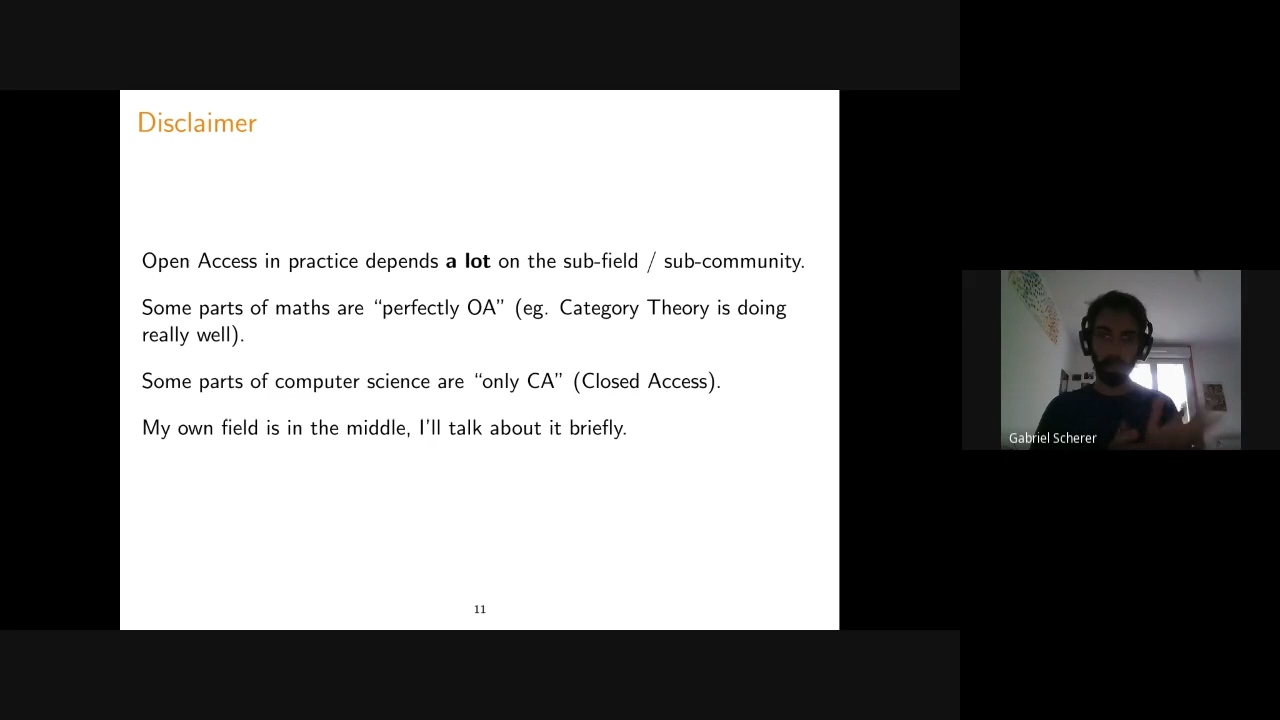 Disclaimer
Open Access in practice depends a lot on the sub-field / sub-community.
Some parts of maths are “perfectly OA” (eg. Category Theory is doing
really well).
Some parts of computer science are “only CA” (Closed Access).
My own field is in the middle, I’ll talk about it briefly.
11
Gabriel Scherer